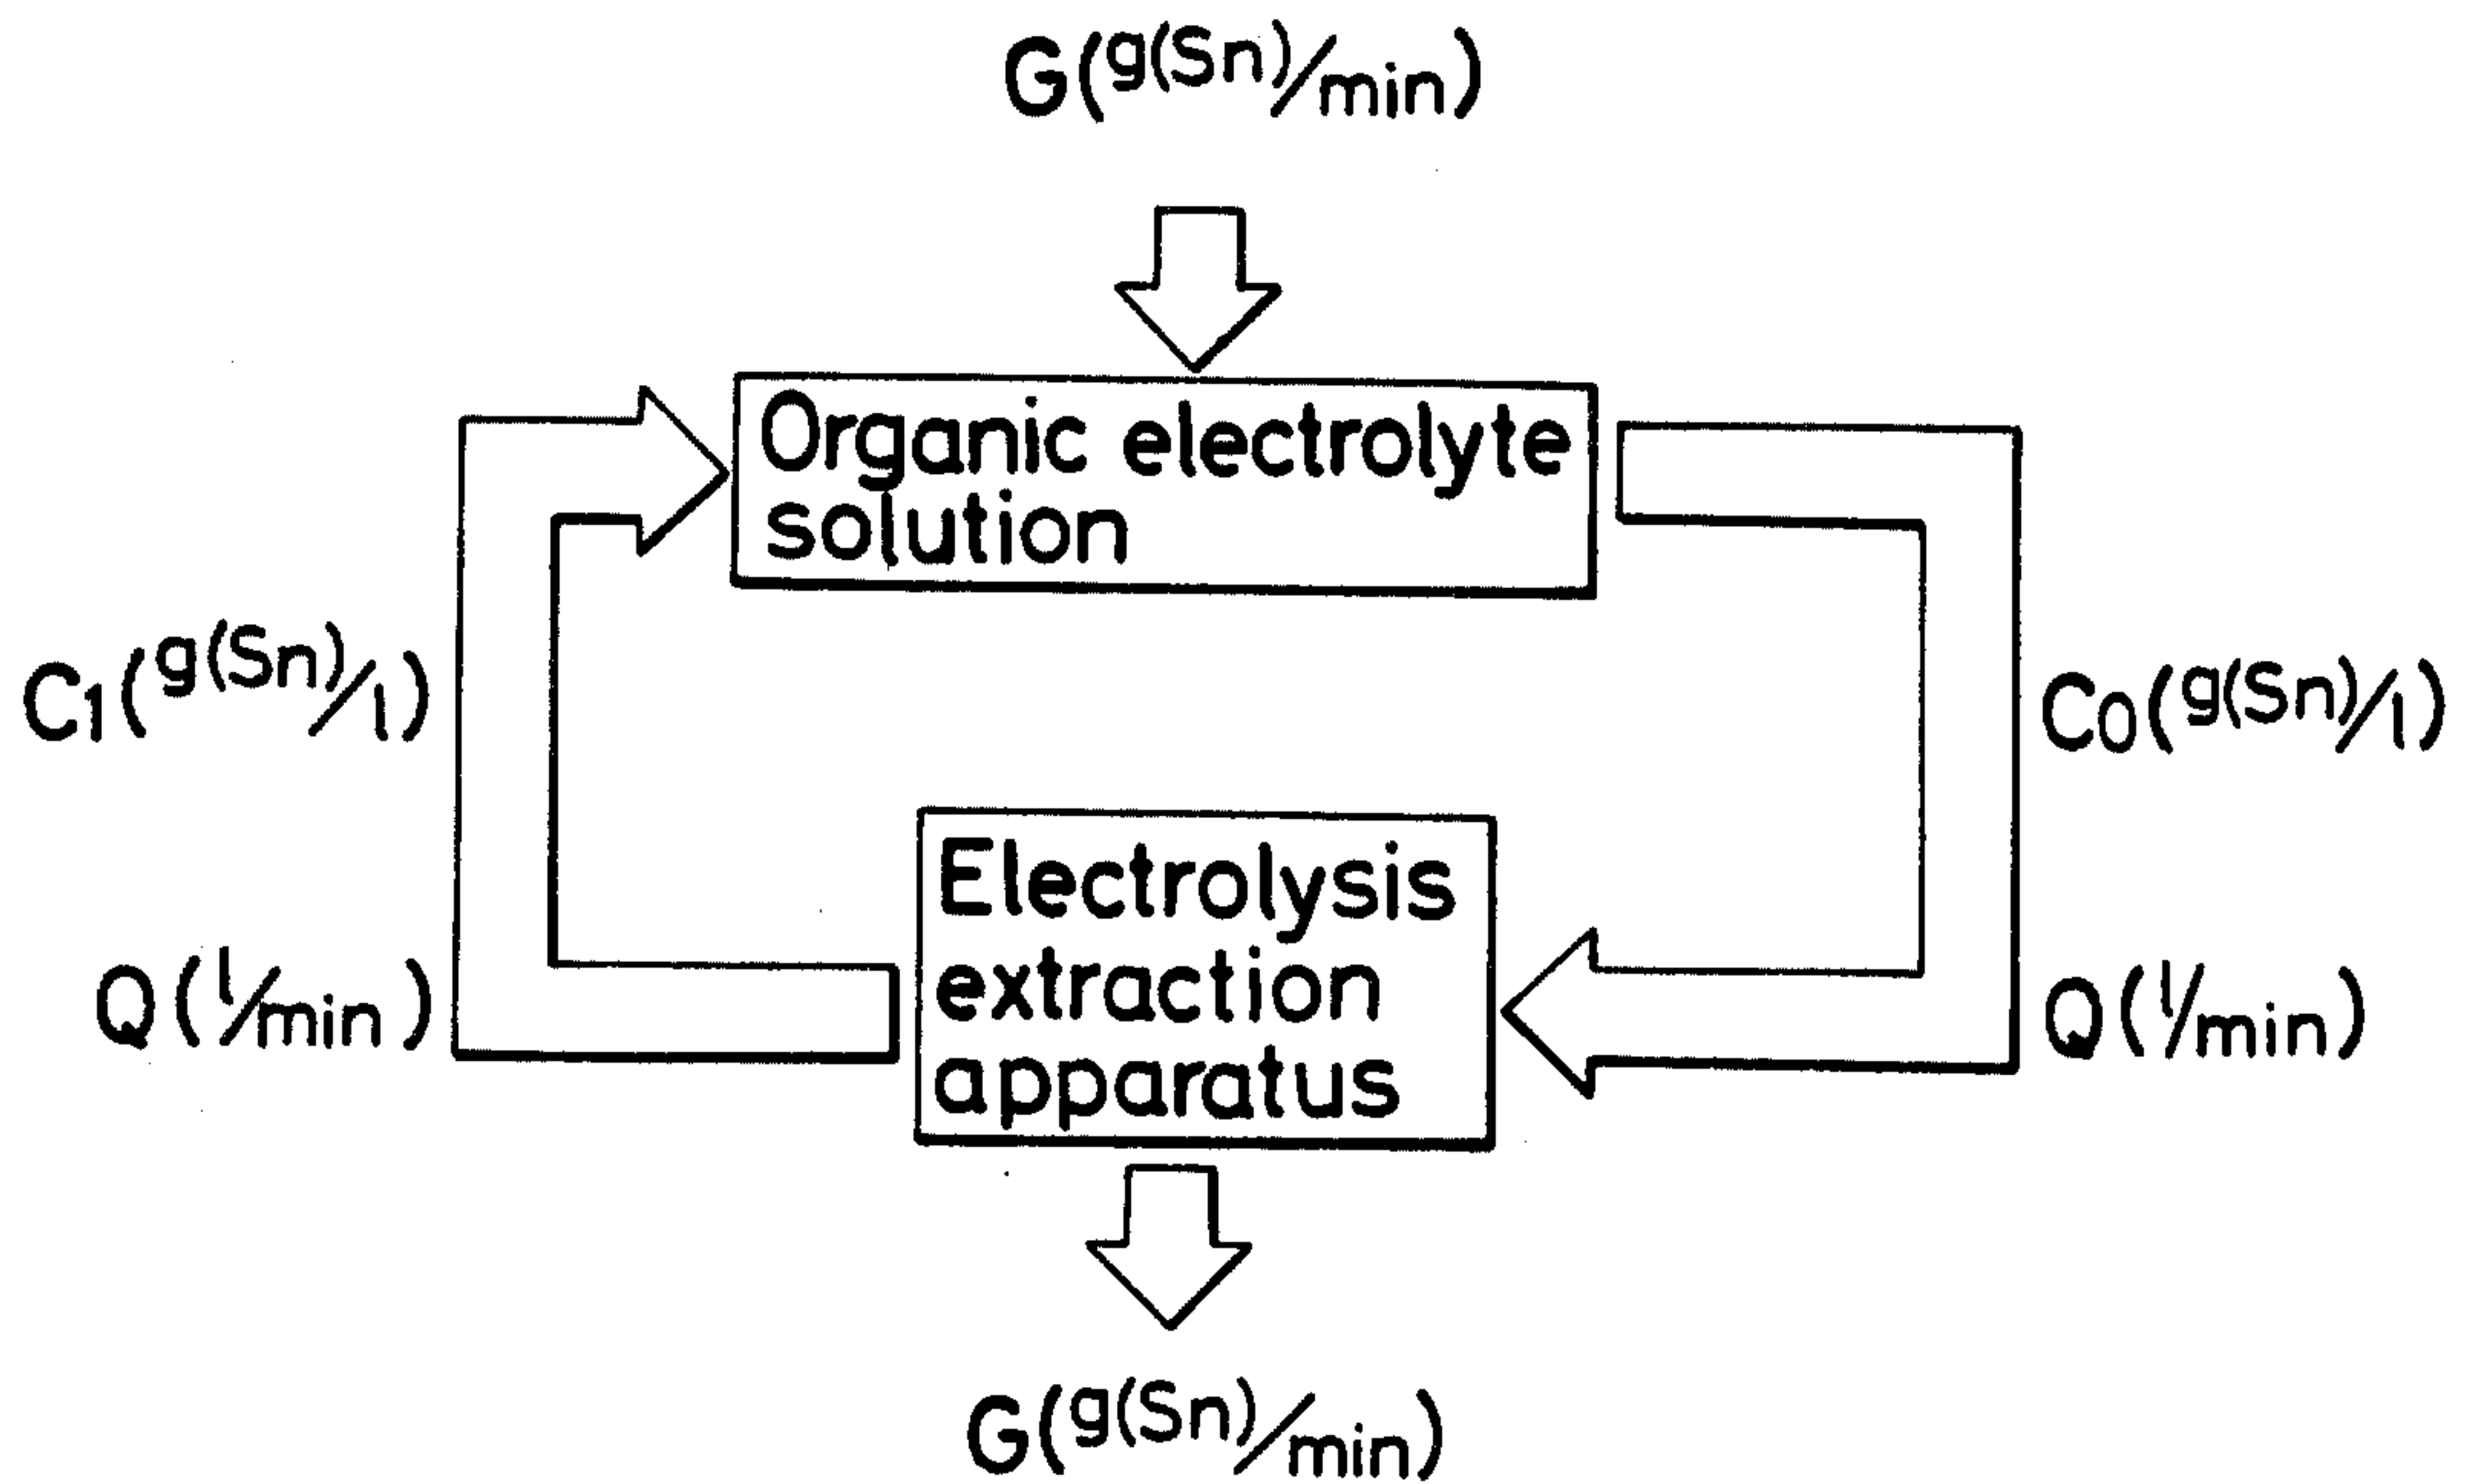 G(g(Sn)/min)
Organic electrolyte
solution
C1(g(Sn)/l)
Co(g(Sn)/l)
Electrolysis
extraction
apparatus
Q(l/min)
Q(l/min)
G(g(Sn)/min)